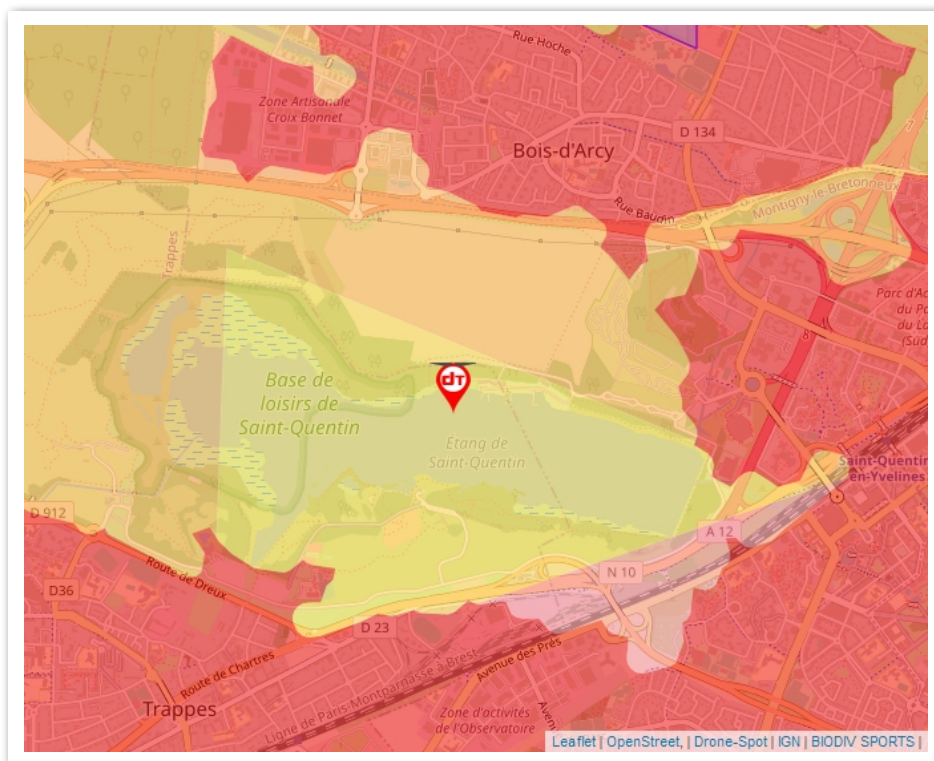 Rue Hoche
Zone Artisanale
Croix Bonnet
D 134
Bois-d'Arcy
Montigny-le-Bretonneux
Rue Baudin
Trappes
Parc d'Ac
du Pa
du La
(Sud
dT
Base de
loisirs de
Saint-Quentin
Étang de
Saint-Quentin
Saint-Quentin
en-Yvelines
D 912
A 12
Route de Dreux
N 10
D36
D 23
Route de Chartres
Avenue des Prés
Ligne de Paris-Montparnasse à Brest
Trappes
Zone d'activités
de l'Observatoire
Leaflet | OpenStreet, | Drone-Spot | IGN | BIODIV SPORTS |